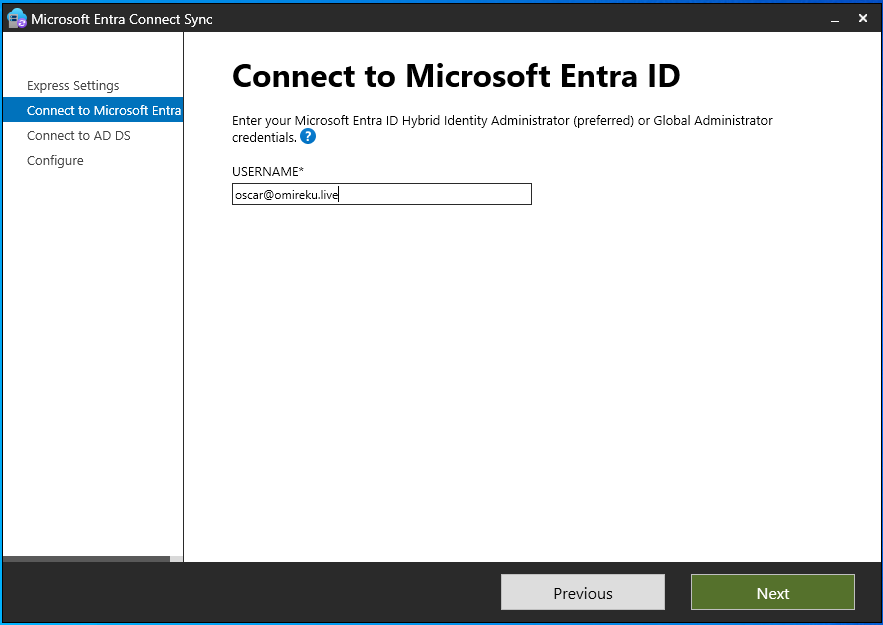 Microsoft Entra Connect Sync
Express Settings
Connect to Microsoft Entra
Connect to AD DS
Configure
Connect to Microsoft Entra ID
Enter your Microsoft Entra ID Hybrid Identity Administrator (preferred) or Global Administrator
credentials. ?
USERNAME*
oscar@omireku.live
Previous
Next